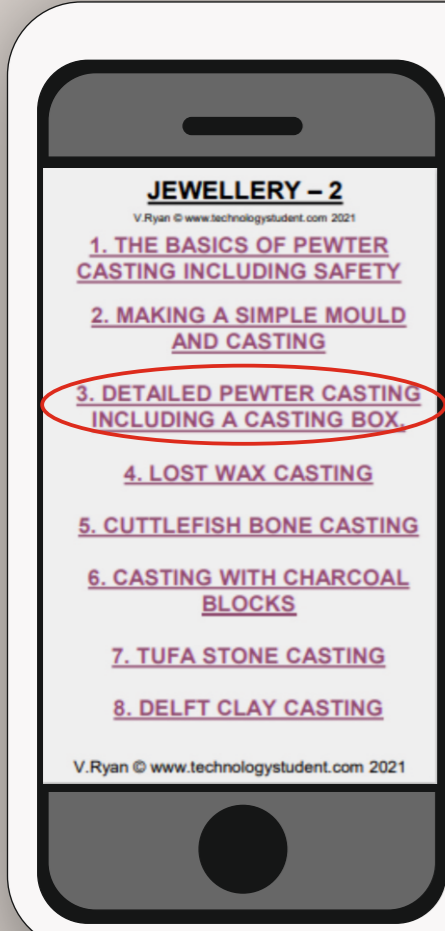 JEWELLERY – 2
V.Ryan © www.technologystudent.com 2021
1. THE BASICS OF PEWTER
CASTING INCLUDING SAFETY
2. MAKING A SIMPLE MOULD
AND CASTING
3. DETAILED PEWTER CASTING
INCLUDING A CASTING BOX.
4. LOST WAX CASTING
5. CUTTLEFISH BONE CASTING
6. CASTING WITH CHARCOAL
BLOCKS
7. TUFA STONE CASTING
8. DELFT CLAY CASTING
V.Ryan © www.technologystudent.com 2021